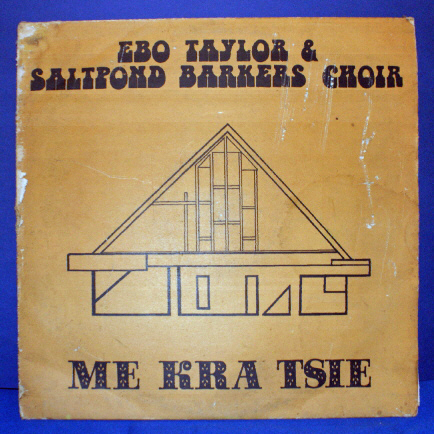 EBO TAYLOR &
SALTPOND BARKERS CHOIR
ME KRA TSIE